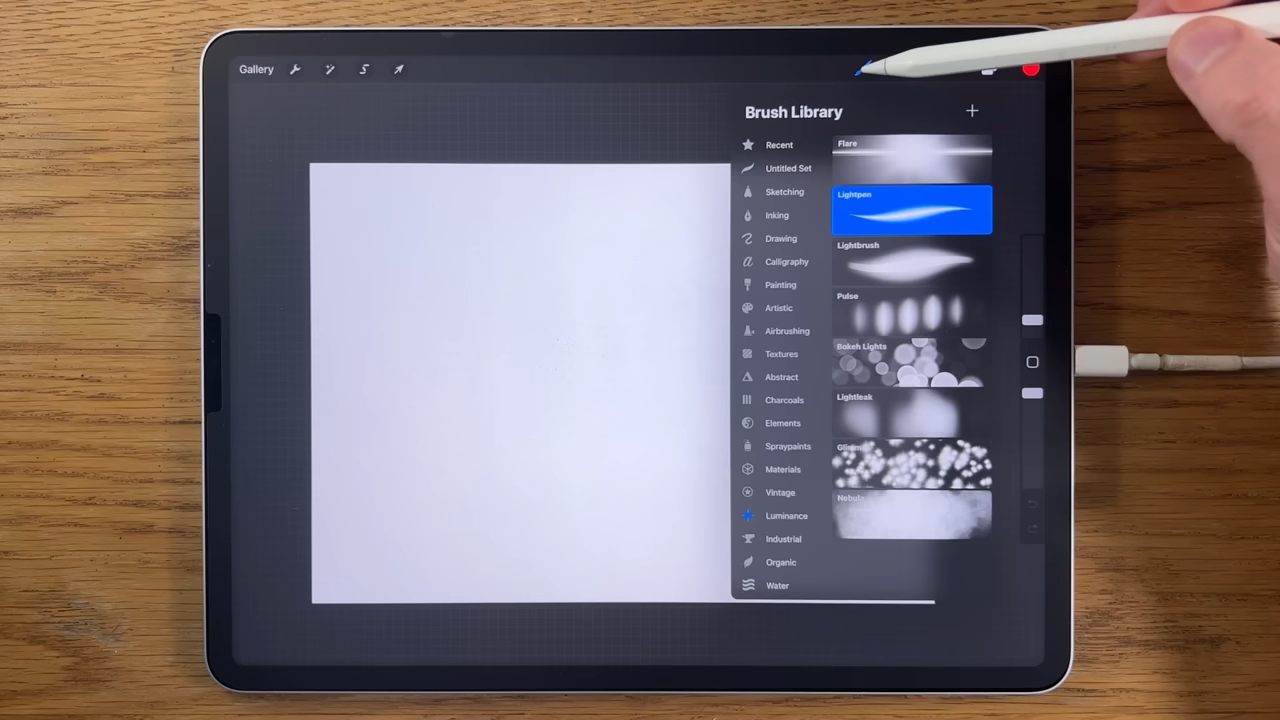 Gallery
Brush Library
Recent
Untitled Set
Sketching
Inking
Drawing
Calligraphy
Painting
Artistic
Airbrushing
Textures
Abstract
Charcoals
Elements
Spraypaints
Materials
Vintage
Luminance
Industrial
Organic
Water
Flare
Lightpen
Lightbrush
Pulse
Bokeh Lights
Lightleak
Nebula